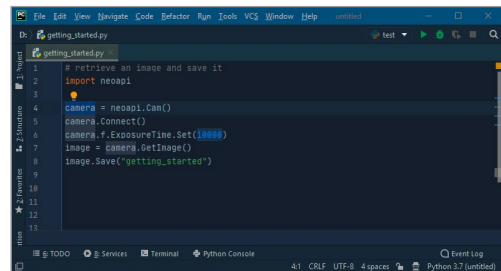 File Edit View Navigate Code Refactor Run Tools VCS Window Help untitled
D: getting_started.py test
getting_started.py
1: Project
1 # retrieve an image and save it
2 import neoapi
3
4 camera = neoapi.Cam()
5 camera.Connect()
6 camera.f.ExposureTime.Set(10000)
7 image = camera.GetImage()
8 image.Save("getting_started")
9
10
11
12
13
Z: Structure
2: Favorites
6: TODO 8: Services Terminal Python Console Event Log
4:1 CRLF UTF-8 4 spaces Python 3.7 (untitled)